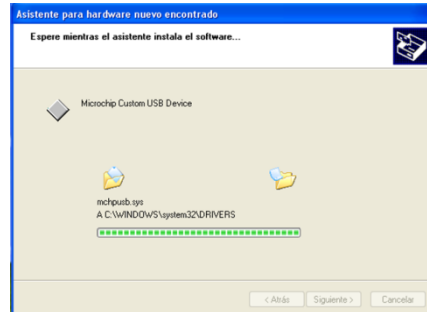 Asistente para hardware nuevo encontrado
Espere mientras el asistente instala el software...
Microchip Custom USB Device
mchpusb.sys
A C:\WINDOWS\system32\DRIVERS
< Atrás
Siguiente >
Cancelar